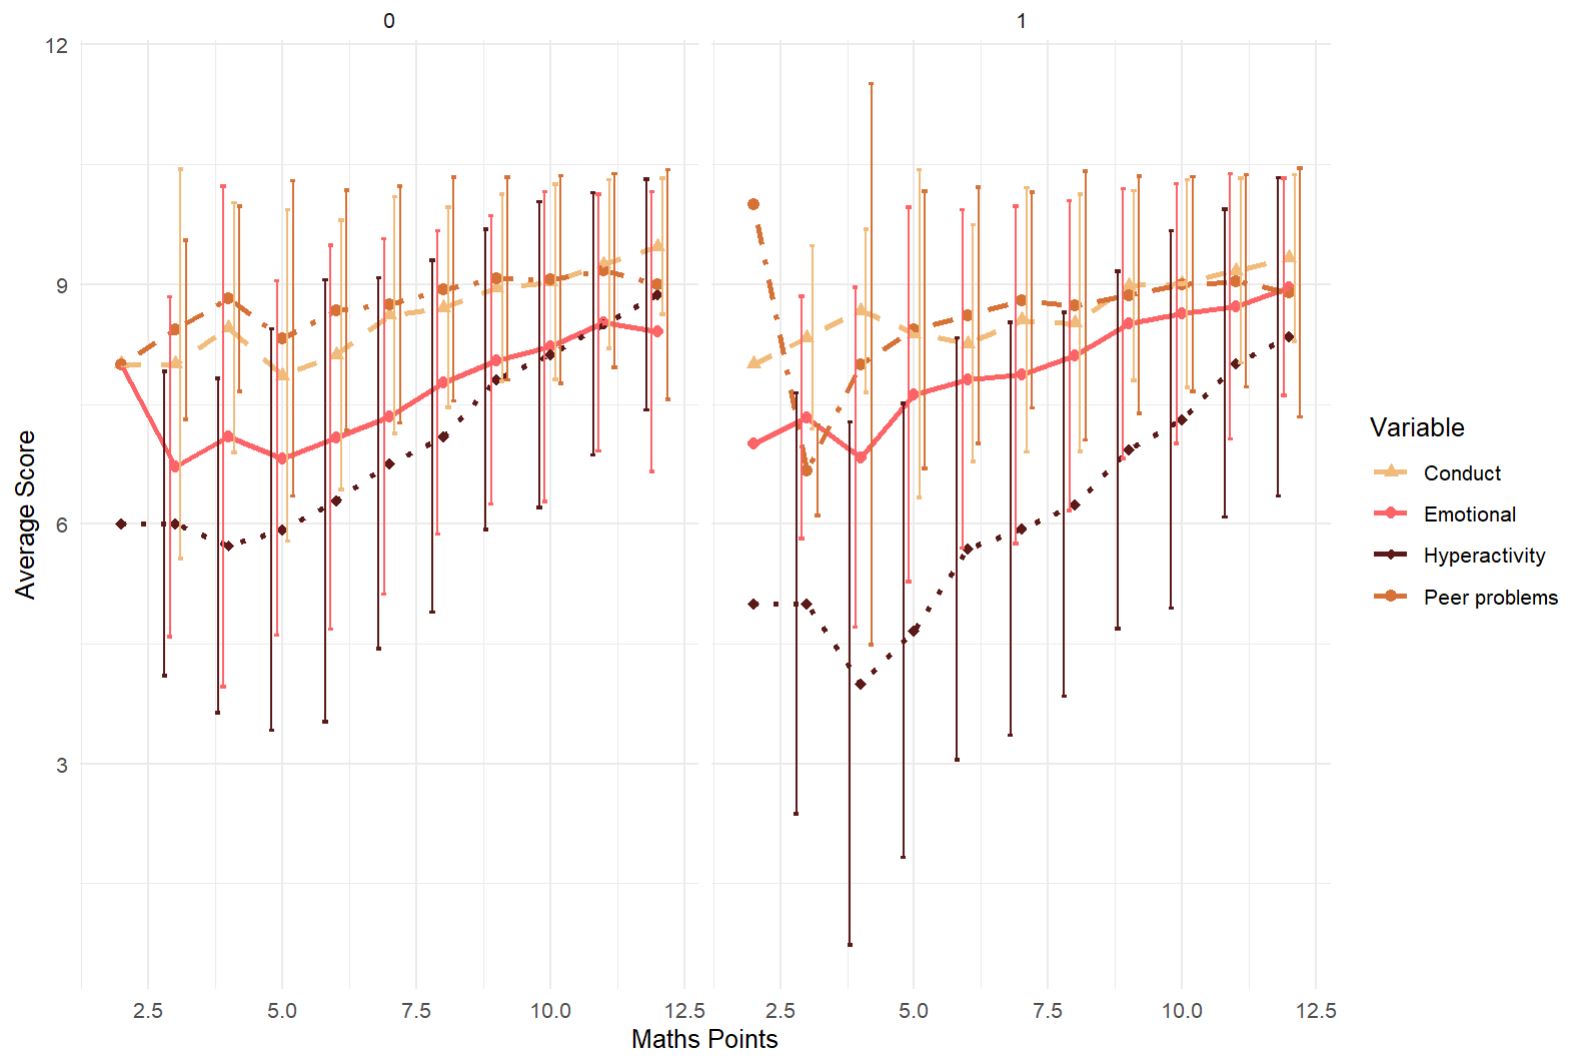 0 1
12
9
6
3
Average Score
2.5 5.0 7.5 10.0 12.5 2.5 5.0 7.5 10.0 12.5
Maths Points
Variable
Conduct
Emotional
Hyperactivity
Peer problems